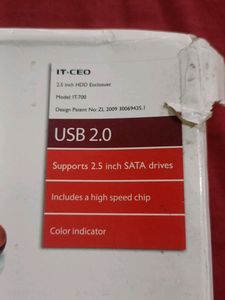 IT-CEO
2.5 inch HDD Encloauer
Model: IT-700
Design Patent No: ZL 2009 30069435.1
USB 2.0
Supports 2.5 inch SATA drives
Includes a high speed chip
Color indicator